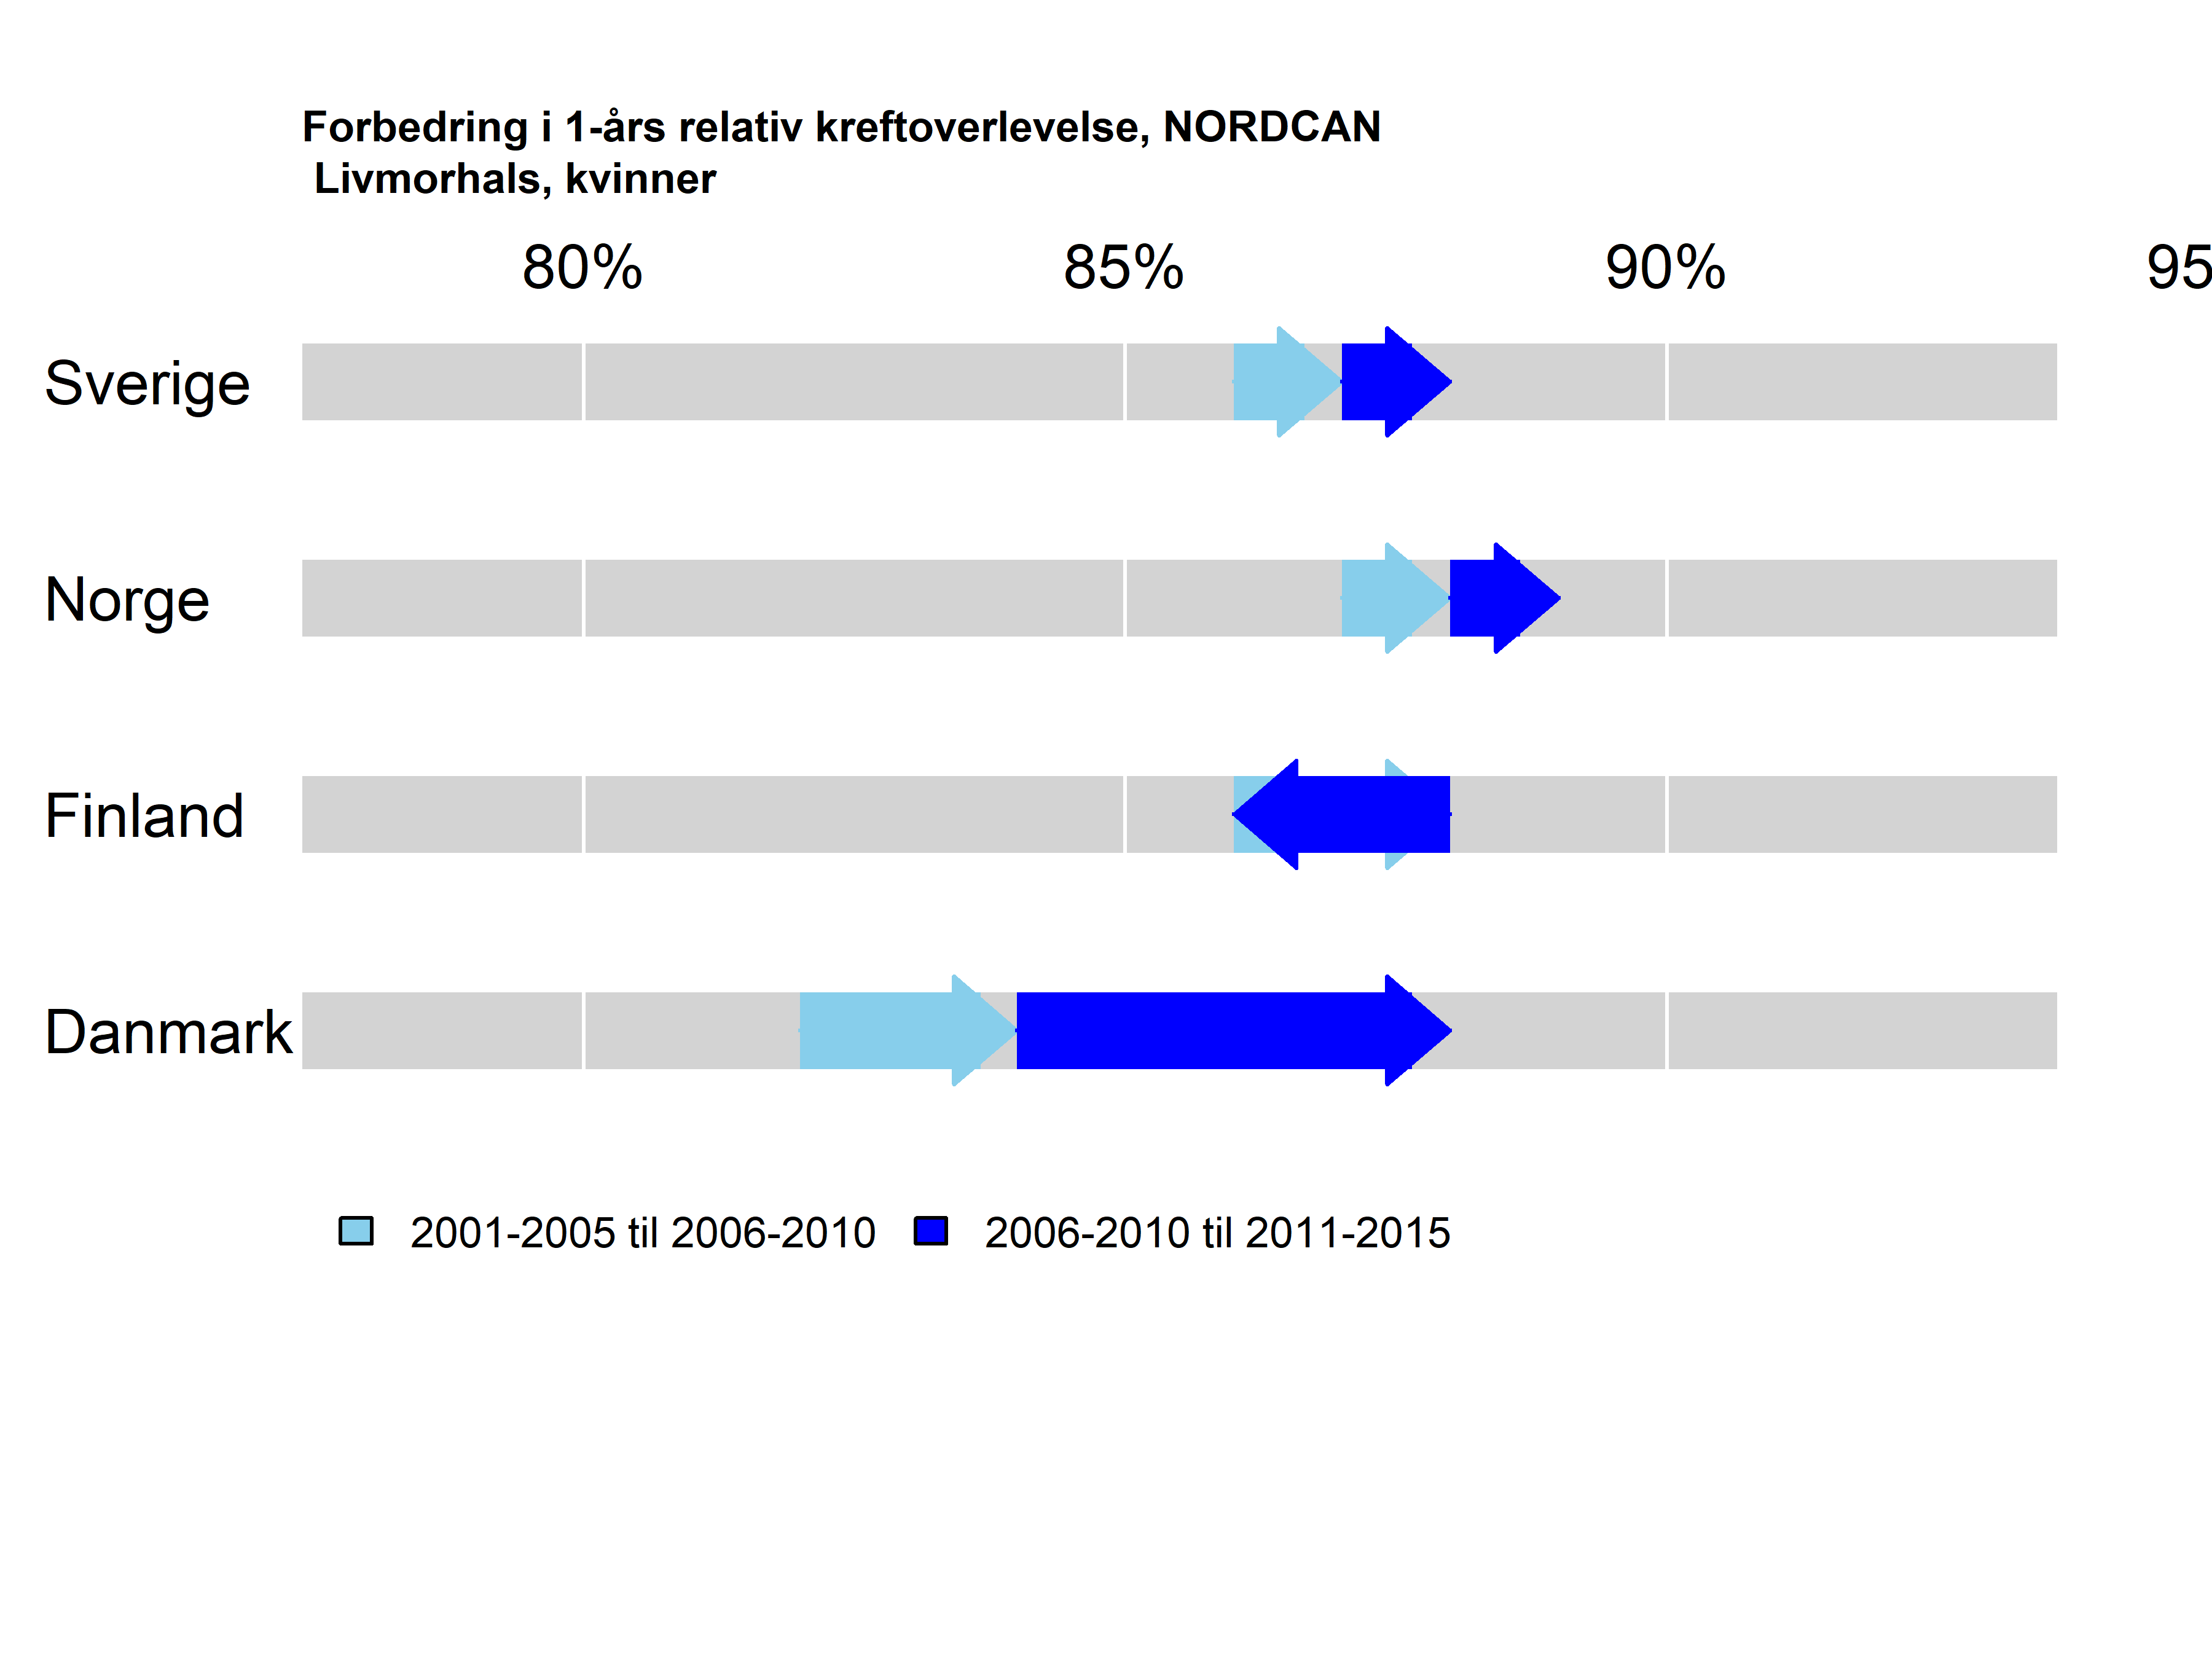 Forbedring i 1-års relativ kreftoverlevelse, NORDCAN
Livmorhals, kvinner
80% 85% 90% 95
Sverige
Norge
Finland
Danmark
2001-2005 til 2006-2010 2006-2010 til 2011-2015